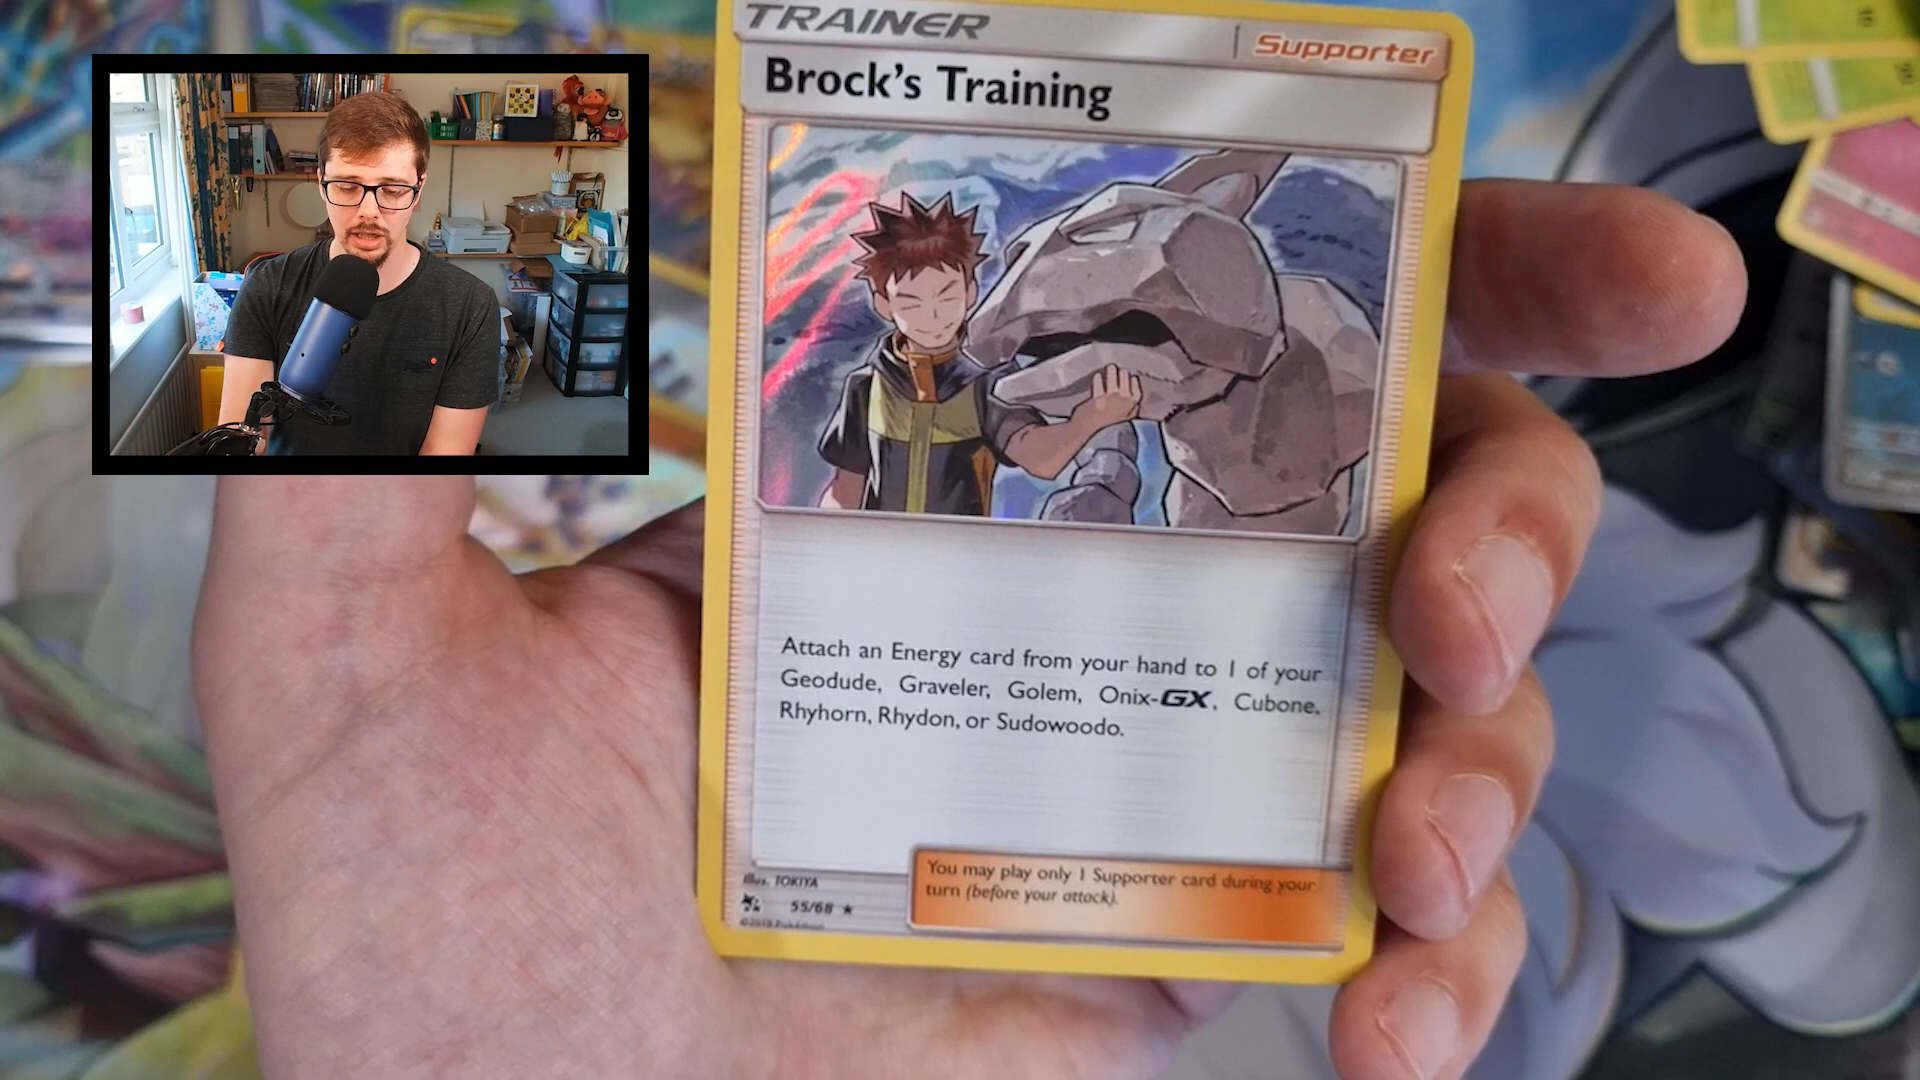 TRAINER
Supporter
Brock's Training
Attach an Energy card from your hand to 1 of your
Geodude, Graveler, Golem, Onix-GX, Cubone,
Rhyhorn, Rhydon, or Sudowoodo.
You may play only 1 Supporter card during your
turn (before your attack).
Illus. TOKIYA
55/68 ★
©2019 Pokémon